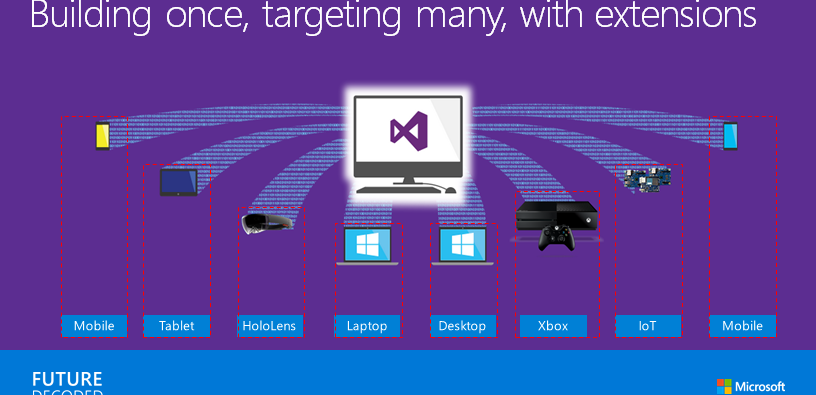 Building once, targeting many, with extensions
Mobile
Tablet
HoloLens
Laptop
Desktop
Xbox
IoT
Mobile
FUTURE
DECODED
Microsoft